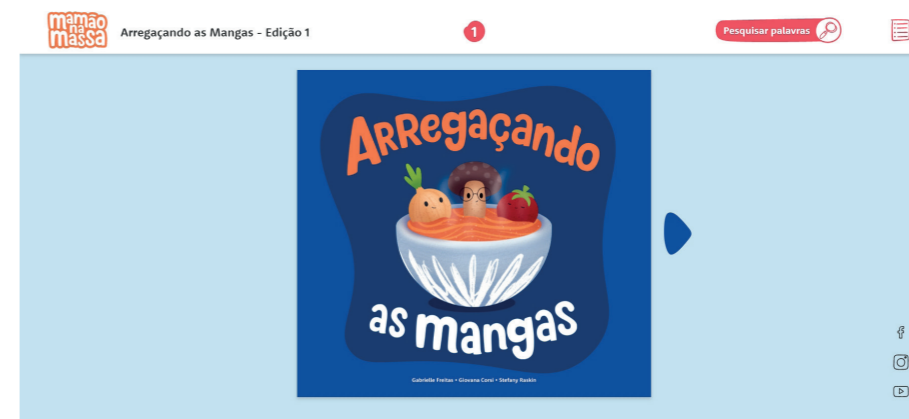 mamão
na
massa
Arregaçando as Mangas - Edição 1
1
Pesquisar palavras
ARRegaçando
as mangas
Gabrielle Freitas • Giovana Corsi • Stefany Raskin